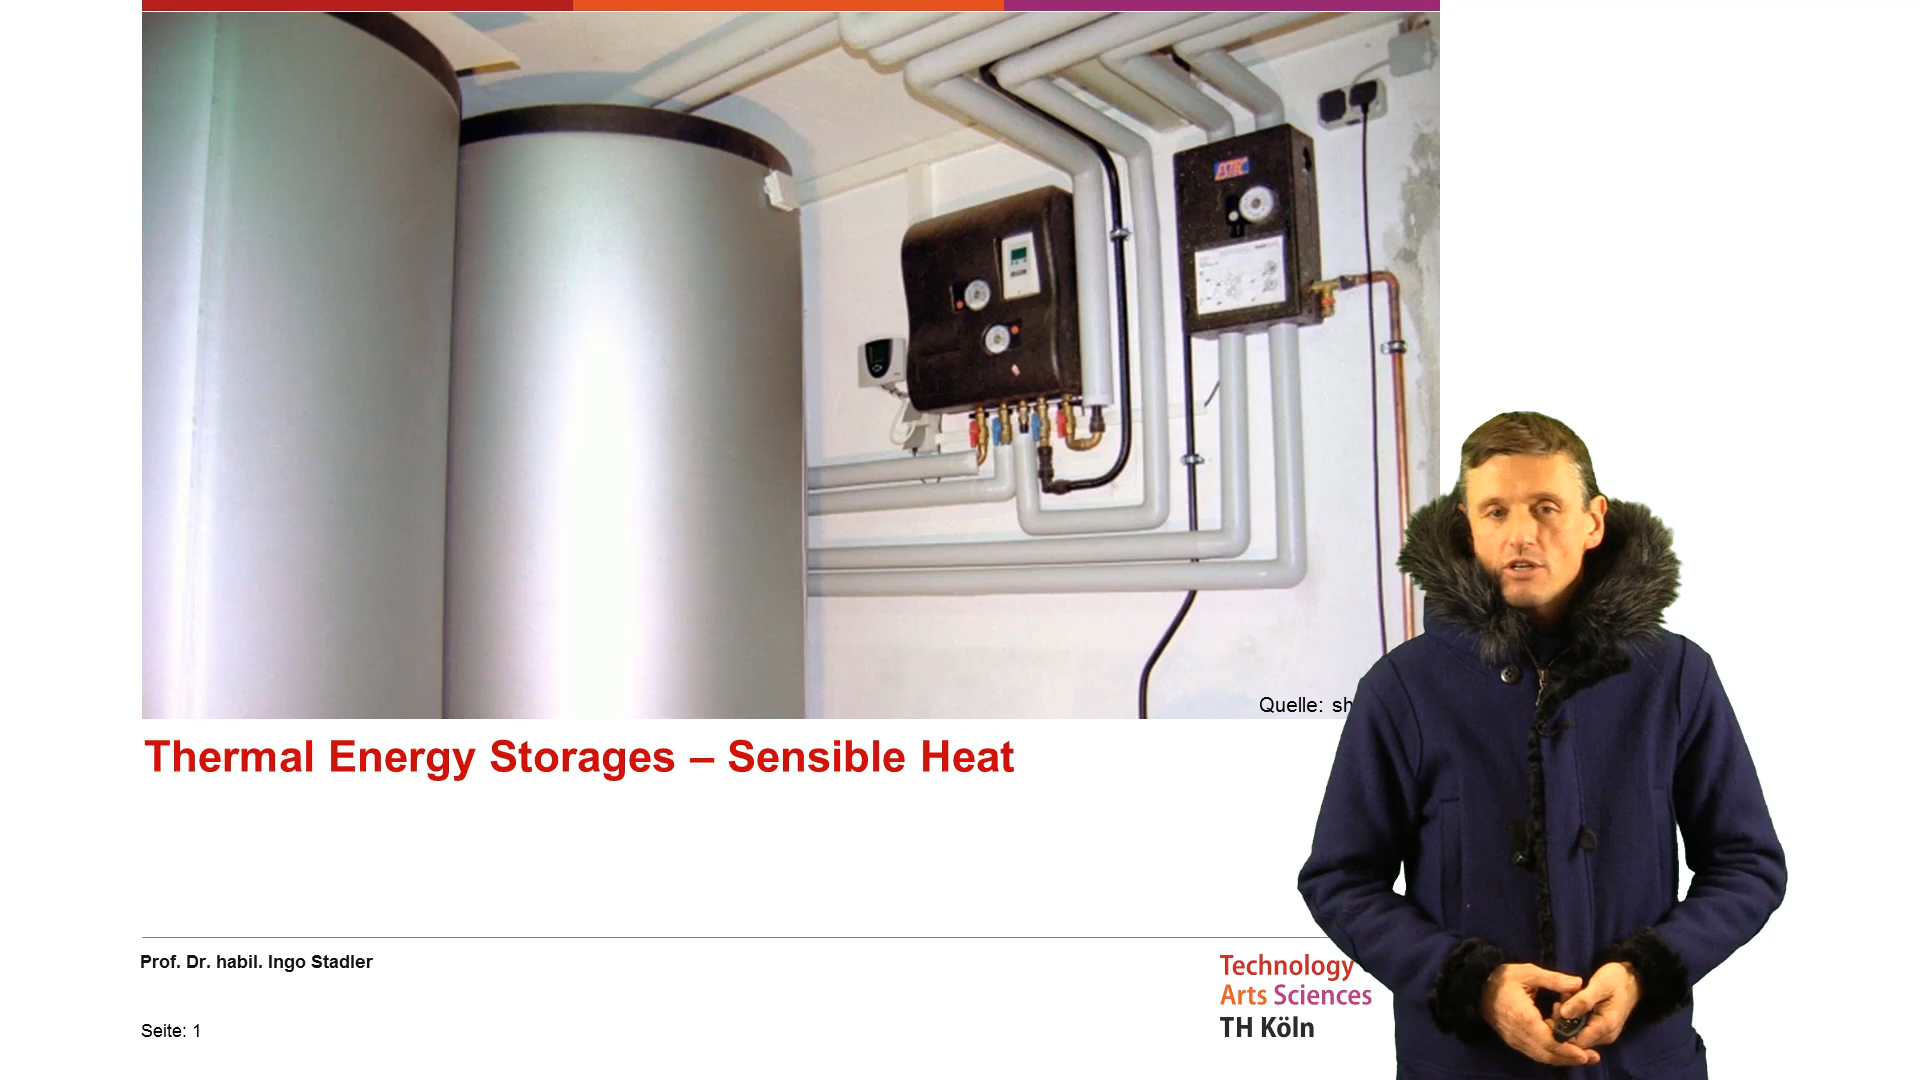 Quelle: sh
Thermal Energy Storages – Sensible Heat
Prof. Dr. habil. Ingo Stadler
Technology
Arts Sciences
TH Köln
Seite: 1